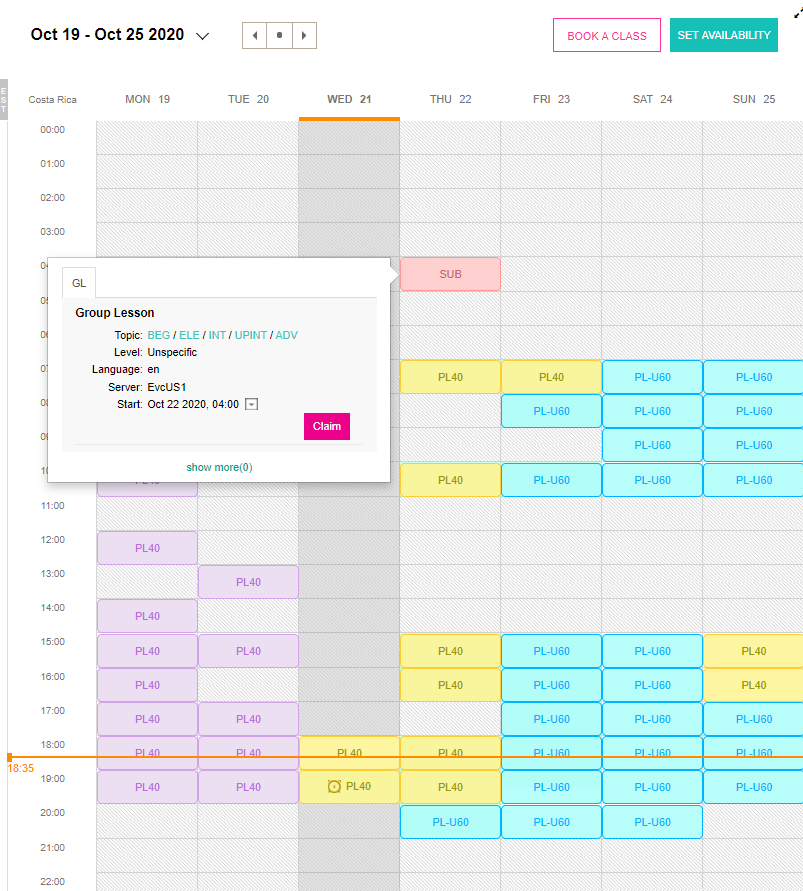 Oct 19 - Oct 25 2020
BOOK A CLASS
SET AVAILABILITY
EST
Costa Rica MON 19 TUE 20 WED 21 THU 22 FRI 23 SAT 24 SUN 25
00:00
01:00
02:00
03:00
04
SUB
GL
05
Group Lesson
Topic: BEG / ELE / INT / UPINT / ADV
06
Level: Unspecific
Language: en
07
PL40 PL40 PL-U60 PL-U60
Server: EvcUS1
Start: Oct 22 2020, 04:00
08
PL-U60 PL-U60 PL-U60
Claim
09
PL-U60 PL-U60
show more(0)
10
PL40 PL40 PL-U60 PL-U60 PL-U60
11:00
12:00
PL40
13:00
PL40
14:00
PL40
15:00
PL40 PL40 PL40 PL-U60 PL-U60 PL40
16:00
PL40 PL40 PL-U60 PL-U60 PL40
17:00
PL40 PL40 PL-U60 PL-U60 PL-U60
18:00
PL40 PL40 PL40 PL40 PL-U60 PL-U60 PL-U60
18:35
19:00
PL40 PL40 PL40 PL40 PL-U60 PL-U60 PL-U60
20:00
PL-U60 PL-U60 PL-U60
21:00
22:00